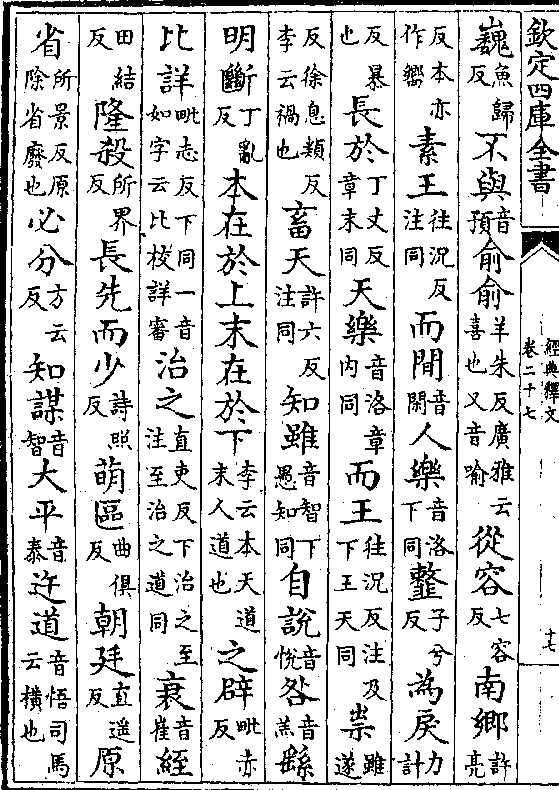 欽定四庫全書
經典釋文
卷二十七
十七
巍魚歸反不與音預俞俞羊朱反廣雅云喜也又音喻從容七容反南鄉許亮
反本亦作嚮素王往況反注同而閒音閑人樂音洛下同䪠子兮反為戾力計
反暴也長於丁丈反章末同天樂音洛章內同而王往況反注及下王天同祟雖遂
反徐息類反李云禍也畜天許六反注同知雖音智下愚知同自說音悅咎音羔繇
明斷丁亂反本在於上末在於下李云本天道末人道也之辟毗赤反
比詳毗志反下同一音如字云比校詳審治之直吏反下治之至注至治之道同衰音崔絰
田結反隆殺所界反長先而少詩照反萌區曲俱反朝廷直遙反原
省所景反原除省廢也必分方云反知謀音智大平音泰迕道音悟司馬云橫也